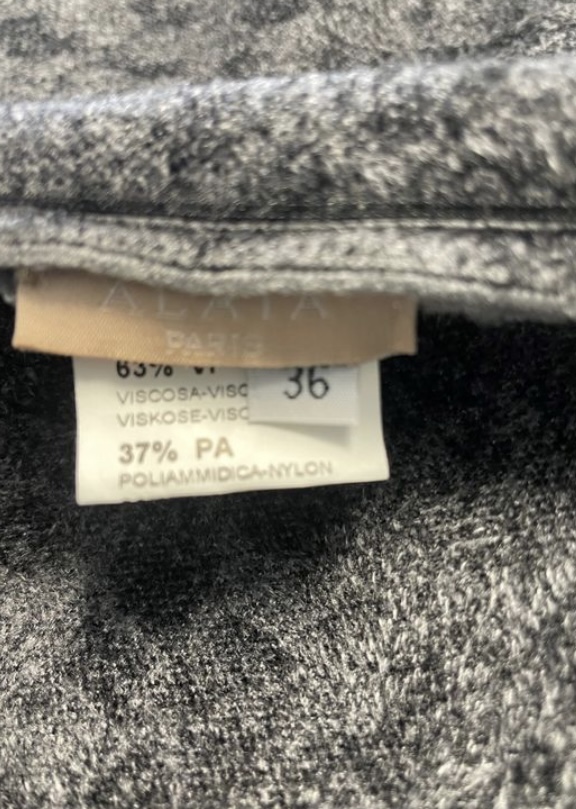 ALAÏA
PARIS
63% VI
36
VISCOSA-VISC
VISKOSE-VISC
37% PA
POLIAMMIDICA-NYLON